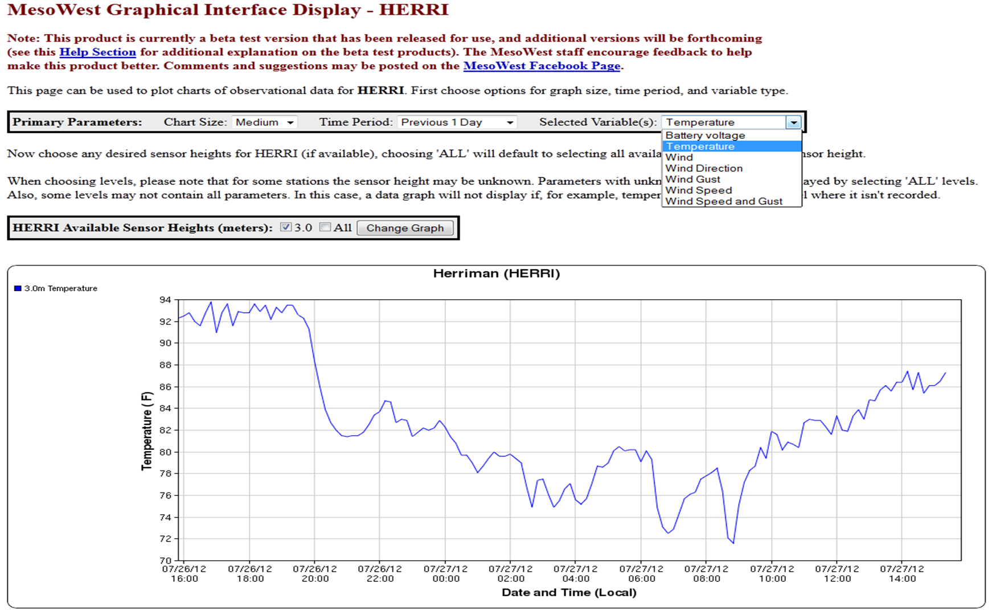 MesoWest Graphical Interface Display - HERRI
Note: This product is currently a beta test version that has been released for use, and additional versions will be forthcoming
(see this Help Section for additional explanation on the beta test products). The MesoWest staff encourage feedback to help
make this product better. Comments and suggestions may be posted on the MesoWest Facebook Page.
This page can be used to plot charts of observational data for HERRI. First choose options for graph size, time period, and variable type.
Primary Parameters: Chart Size: Medium Time Period: Previous 1 Day Selected Variable(s): Temperature
Battery voltage
Temperature
Wind
Wind Direction
Wind Gust
Wind Speed
Wind Speed and Gust
Now choose any desired sensor heights for HERRI (if available), choosing 'ALL' will default to selecting all availa nsor height.
When choosing levels, please note that for some stations the sensor height may be unknown. Parameters with unkn ayed by selecting 'ALL' levels.
Also, some levels may not contain all parameters. In this case, a data graph will not display if, for example, temper l where it isn't recorded.
HERRI Available Sensor Heights (meters): 3.0 All Change Graph
Herriman (HERRI)
3.0m Temperature
Temperature ( F)
94
92
90
88
86
84
82
80
78
76
74
72
70
07/26/12 07/26/12 07/26/12 07/26/12 07/27/12 07/27/12 07/27/12 07/27/12 07/27/12 07/27/12 07/27/12 07/27/12
16:00 18:00 20:00 22:00 00:00 02:00 04:00 06:00 08:00 10:00 12:00 14:00
Date and Time (Local)